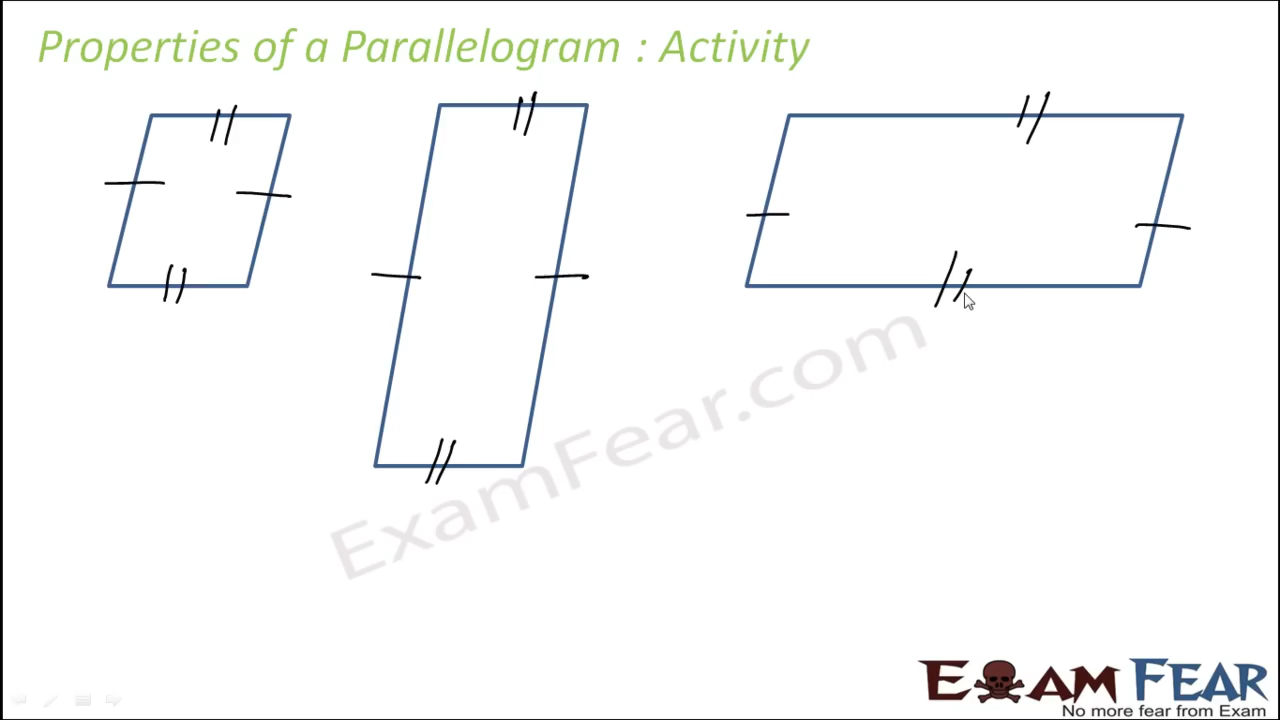 Properties of a Parallelogram : Activity
ExamFear.com
EXAM FEAR
No more fear from Exam